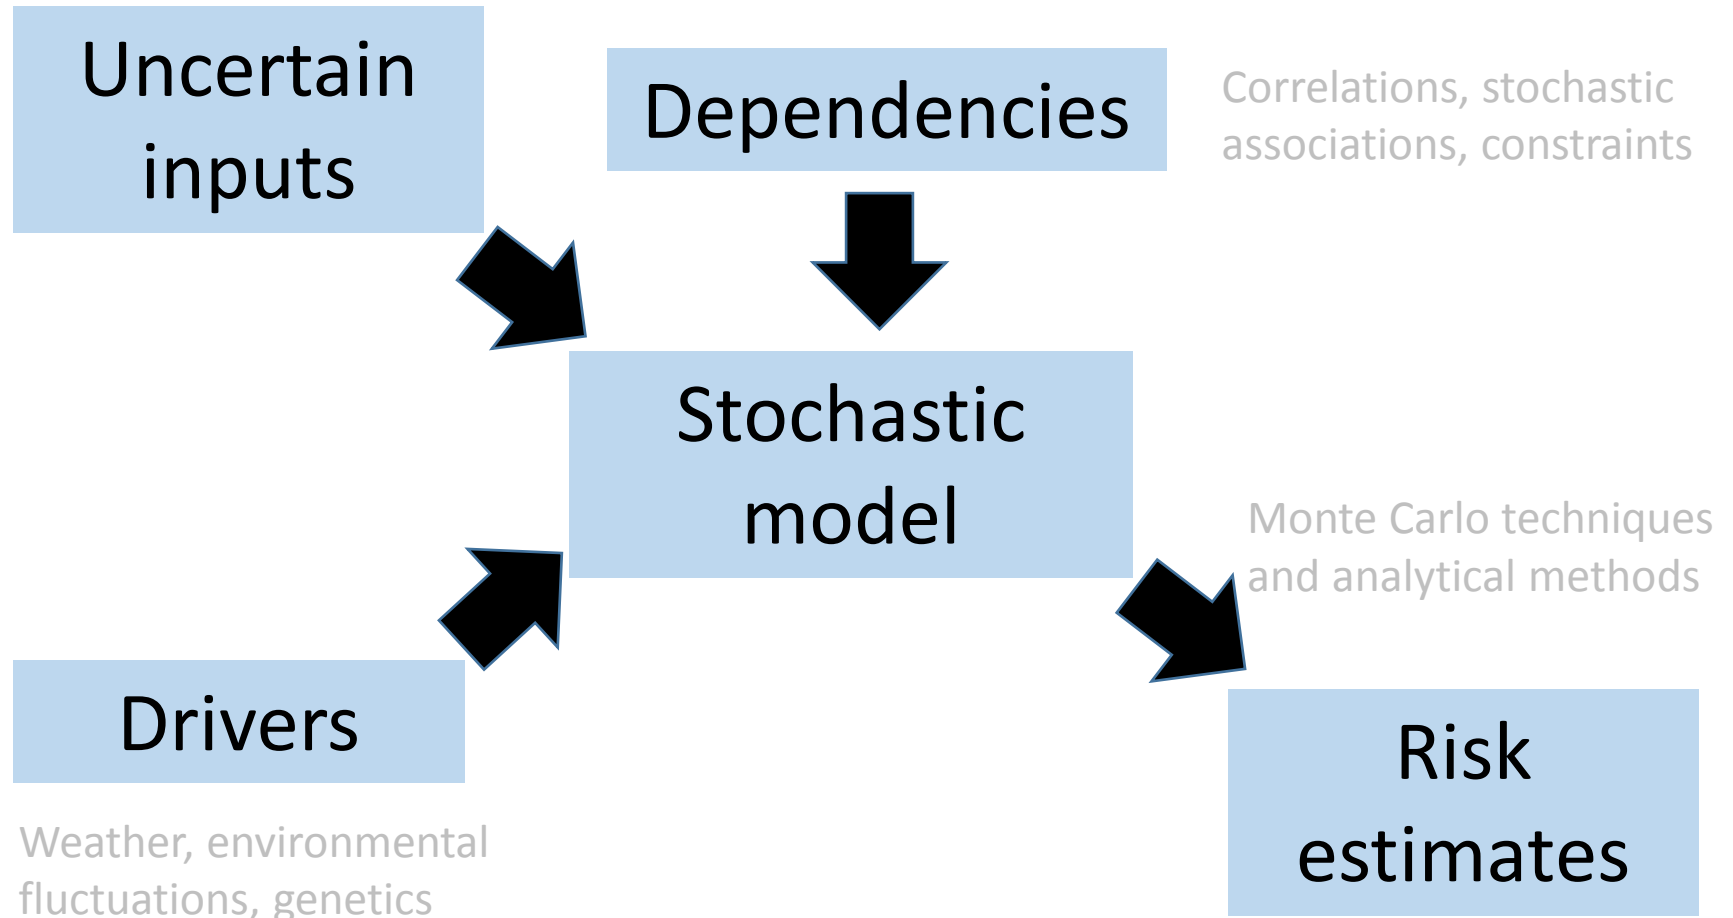 Uncertain
inputs
Dependencies
Correlations, stochastic
associations, constraints
Stochastic
model
Monte Carlo techniques
and analytical methods
Drivers
Weather, environmental
fluctuations, genetics
Risk
estimates